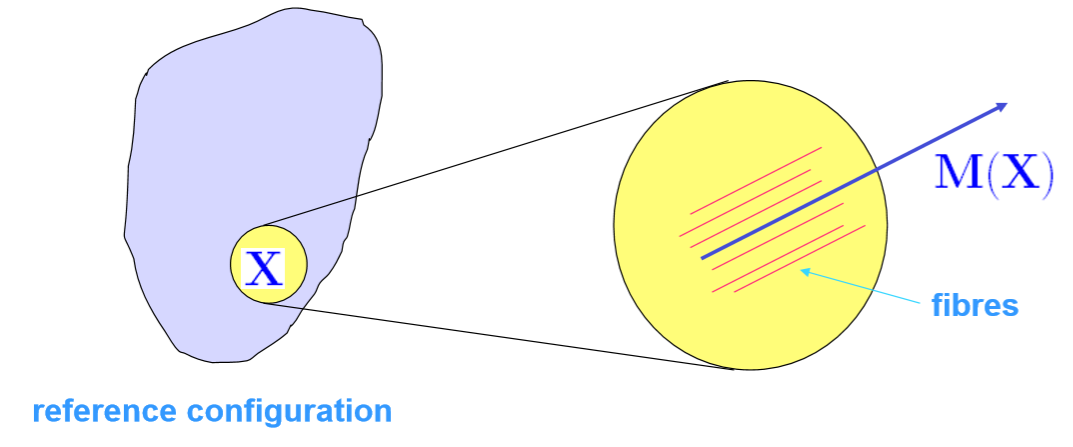 X
M(X)
fibres
reference configuration